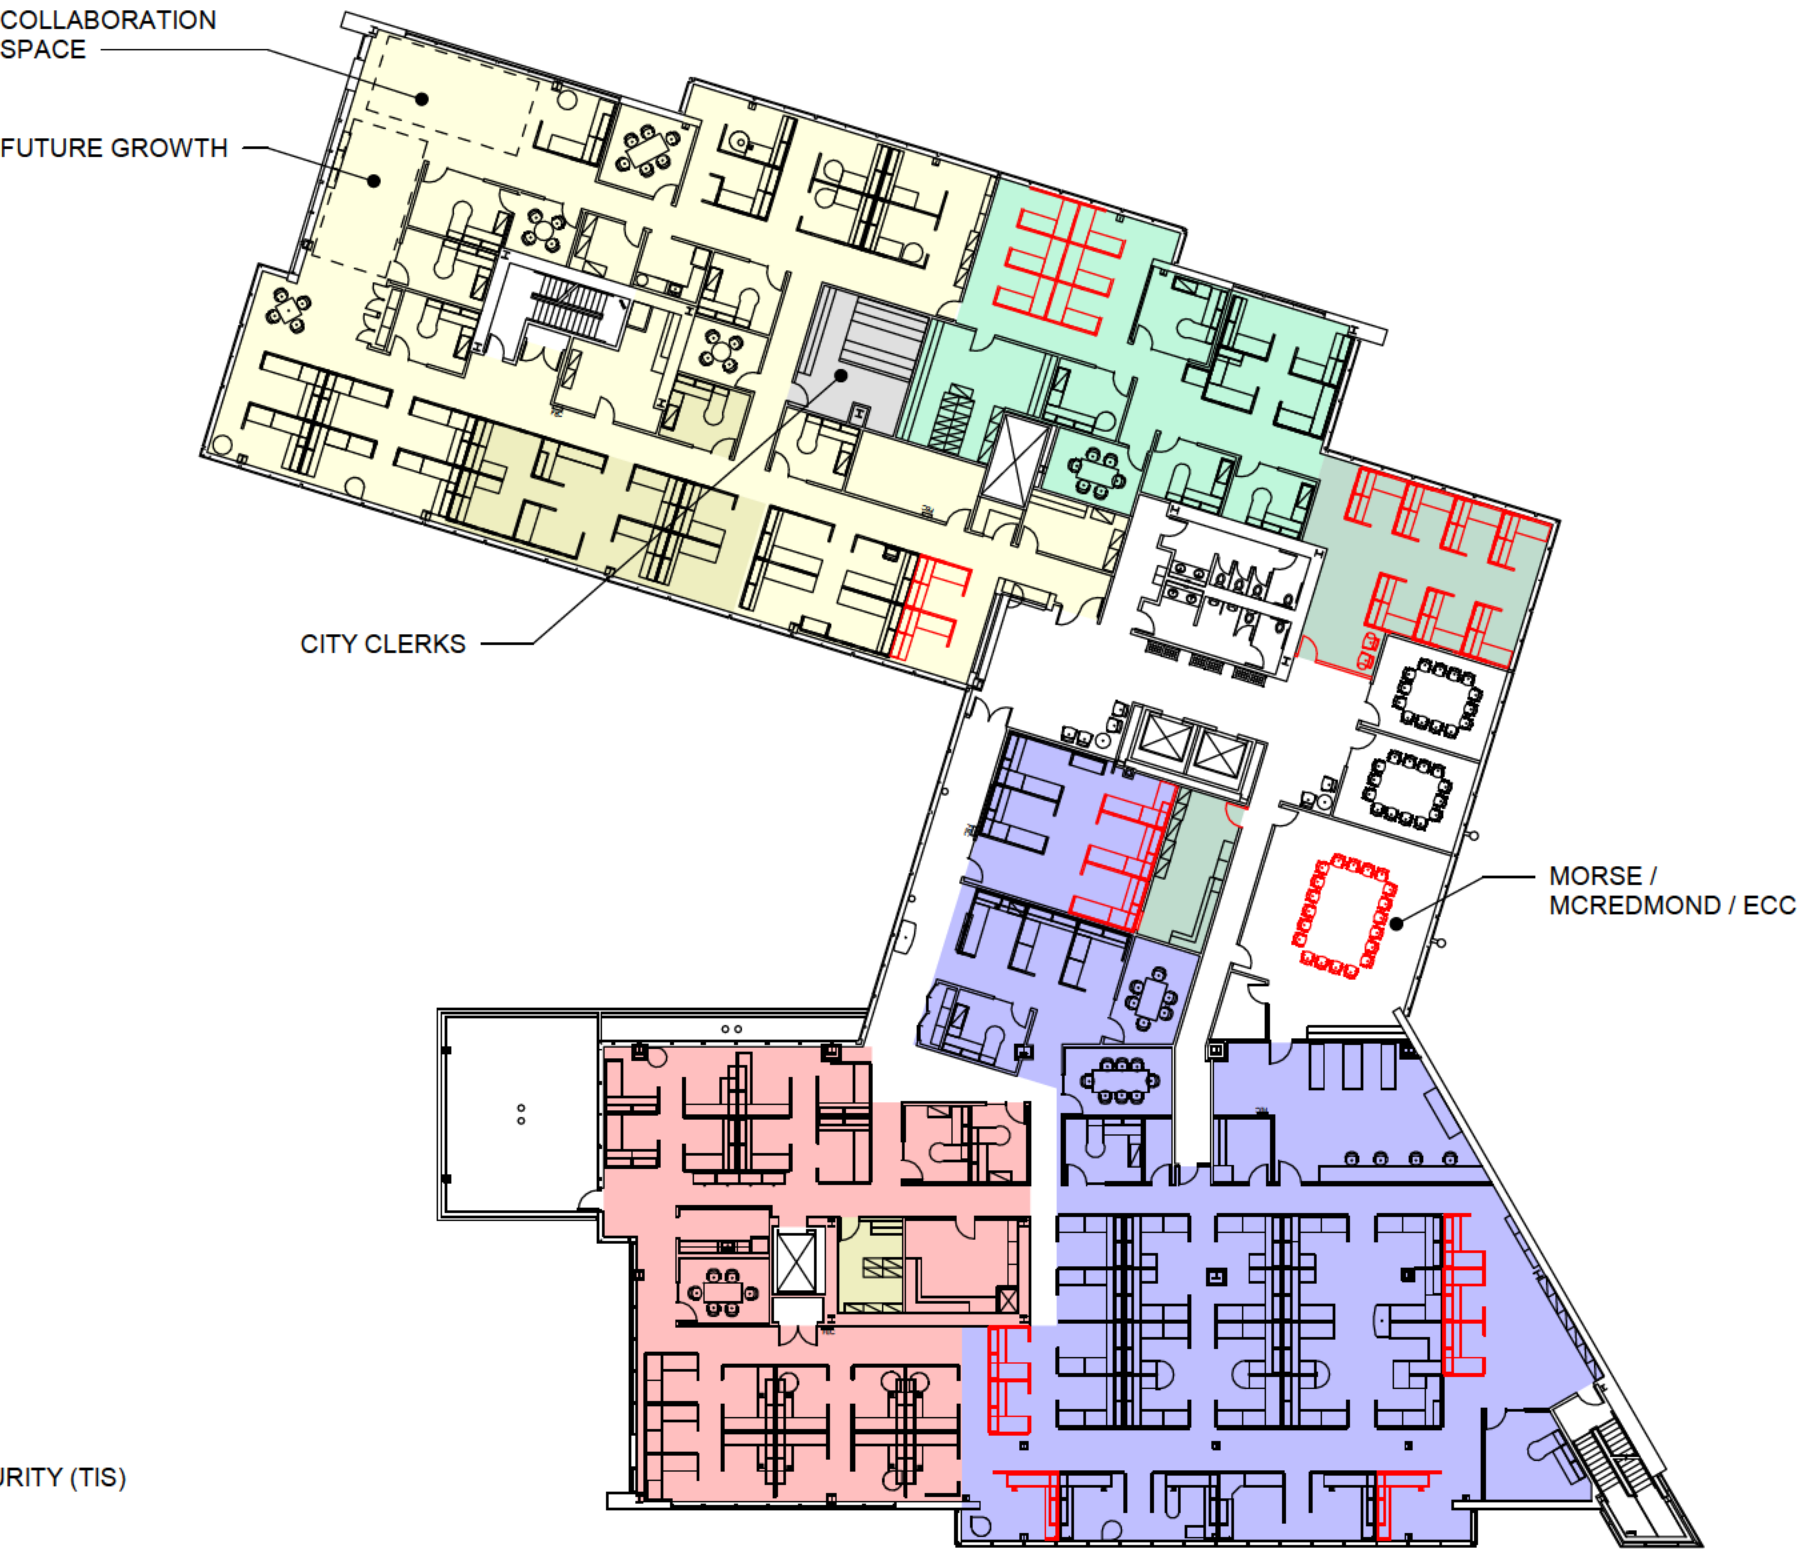 COLLABORATION
SPACE
FUTURE GROWTH
CITY CLERKS
MORSE /
MCREDMOND / ECC
URITY (TIS)